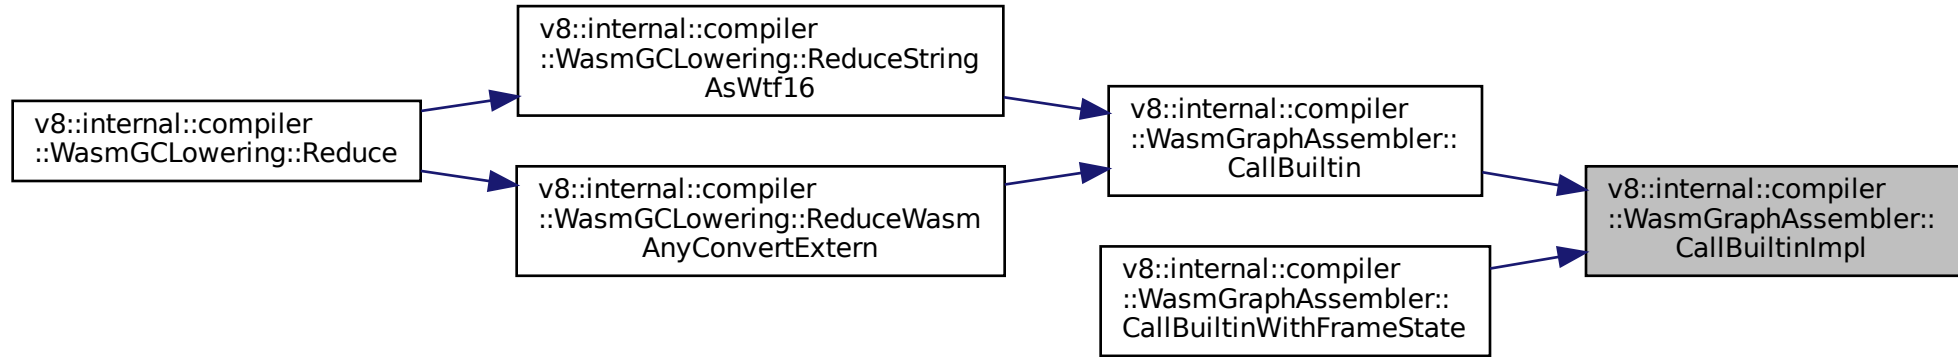 v8::internal::compiler
::WasmGCLowering::Reduce
v8::internal::compiler
::WasmGCLowering::ReduceString
AsWtf16
v8::internal::compiler
::WasmGCLowering::ReduceWasm
AnyConvertExtern
v8::internal::compiler
::WasmGraphAssembler::
CallBuiltin
v8::internal::compiler
::WasmGraphAssembler::
CallBuiltinWithFrameState
v8::internal::compiler
::WasmGraphAssembler::
CallBuiltinImpl